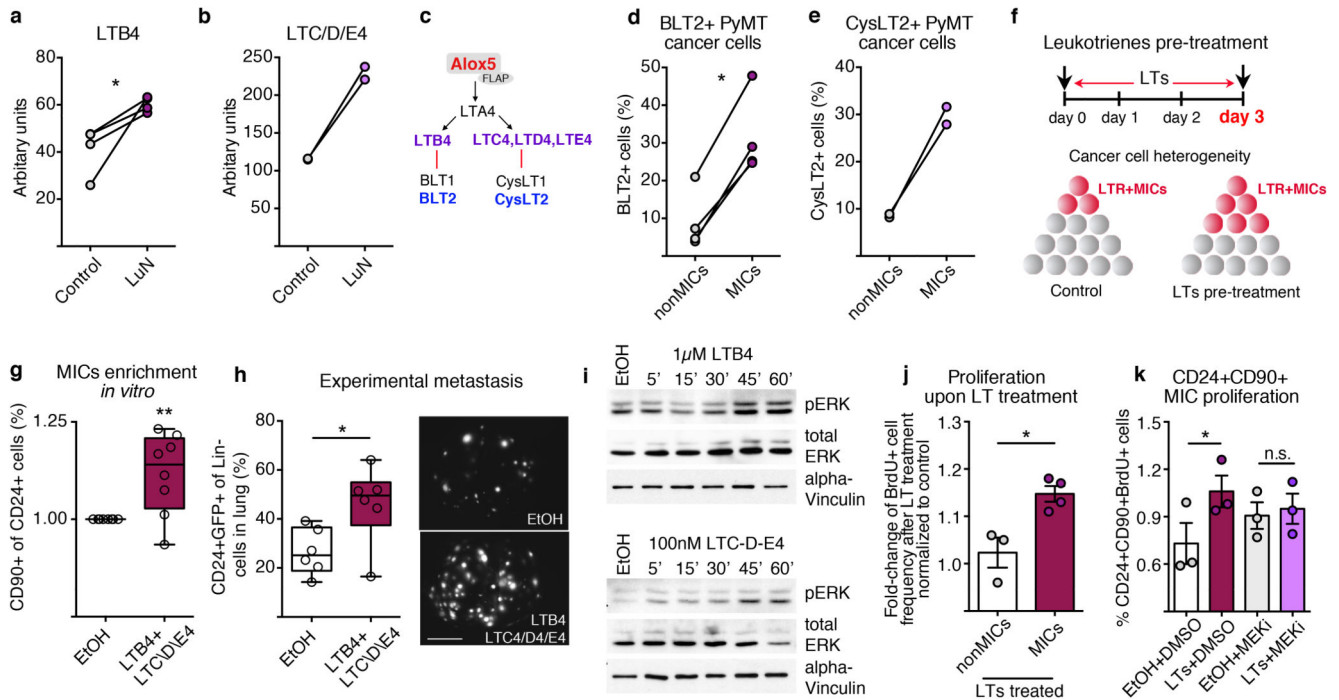 a
LTB4
Arbitary units
80
60
40
20
0
*
Control
LuN
b
LTC/D/E4
Arbitary units
250
200
150
100
50
0
Control
LuN
c
Alox5
FLAP
LTA4
LTB4
LTC4,LTD4,LTE4
BLT1
CysLT1
BLT2
CysLT2
d
BLT2+ PyMT
cancer cells
BLT2+ cells (%)
50
40
30
20
10
0
*
nonMICs
MICs
e
CysLT2+ PyMT
cancer cells
CysLT2+ cells (%)
40
30
20
10
0
nonMICs
MICs
f
Leukotrienes pre-treatment
LTs
day 0
day 1
day 2
day 3
Cancer cell heterogeneity
LTR+MICs
LTR+MICs
Control
LTs pre-treatment
g
MICs enrichment
in vitro
CD90+ of CD24+ cells (%)
1.25
1.00
**
EtOH
LTB4+
LTC\D\E4
h
Experimental metastasis
CD24+GFP+ of Lin-
cells in lung (%)
80
60
40
20
*
EtOH
LTB4+
LTC\D\E4
EtOH
LTB4
LTC4/D4/E4
i
1µM LTB4
EtOH
5’ 15’ 30’ 45’ 60’
pERK
total
ERK
alpha-
Vinculin
100nM LTC-D-E4
EtOH
5’ 15’ 30’ 45’ 60’
pERK
total
ERK
alpha-
Vinculin
j
Proliferation
upon LT treatment
Fold-change of BrdU+ cell
frequency after LT treatment
normalized to control
1.3
1.2
1.1
1.0
*
nonMICs
MICs
LTs treated
k
CD24+CD90+
MIC proliferation
% CD24+CD90+BrdU+ cells
1.5
1.2
0.9
0.6
*
n.s.
EtOH+DMSO
LTs+DMSO
EtOH+MEKi
LTs+MEKi